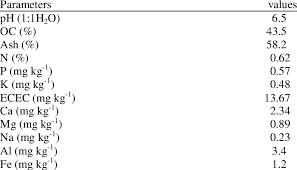 Parameters values
pH (1:1H₂O) 6.5
OC (%) 43.5
Ash (%) 58.2
N (%) 0.62
P (mg kg⁻¹) 0.57
K (mg kg⁻¹) 0.48
ECEC (mg kg⁻¹) 13.67
Ca (mg kg⁻¹) 2.34
Mg (mg kg⁻¹) 0.89
Na (mg kg⁻¹) 0.23
Al (mg kg⁻¹) 3.4
Fe (mg kg⁻¹) 1.2